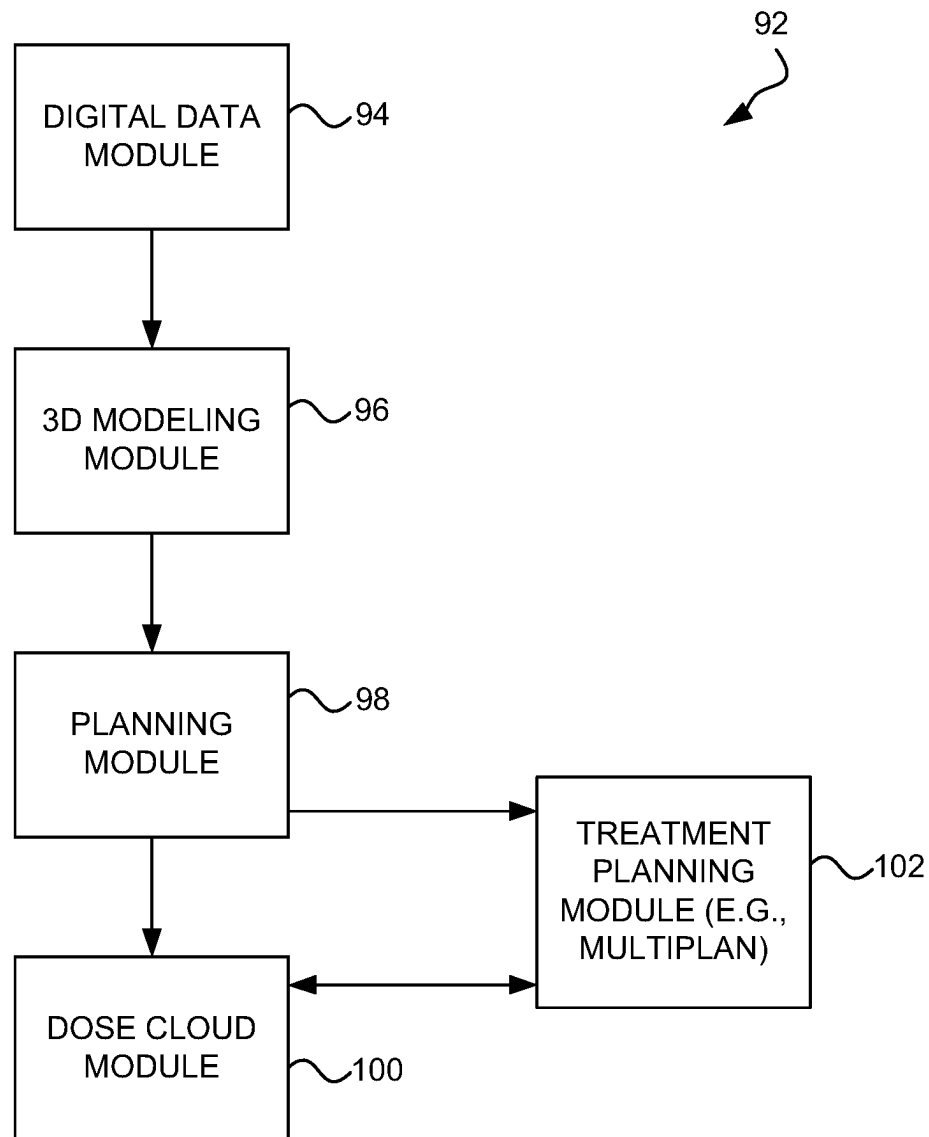 92
DIGITAL DATA
MODULE
94
3D MODELING
MODULE
96
PLANNING
MODULE
98
TREATMENT
PLANNING
MODULE (E.G.,
MULTIPLAN)
102
DOSE CLOUD
MODULE
100